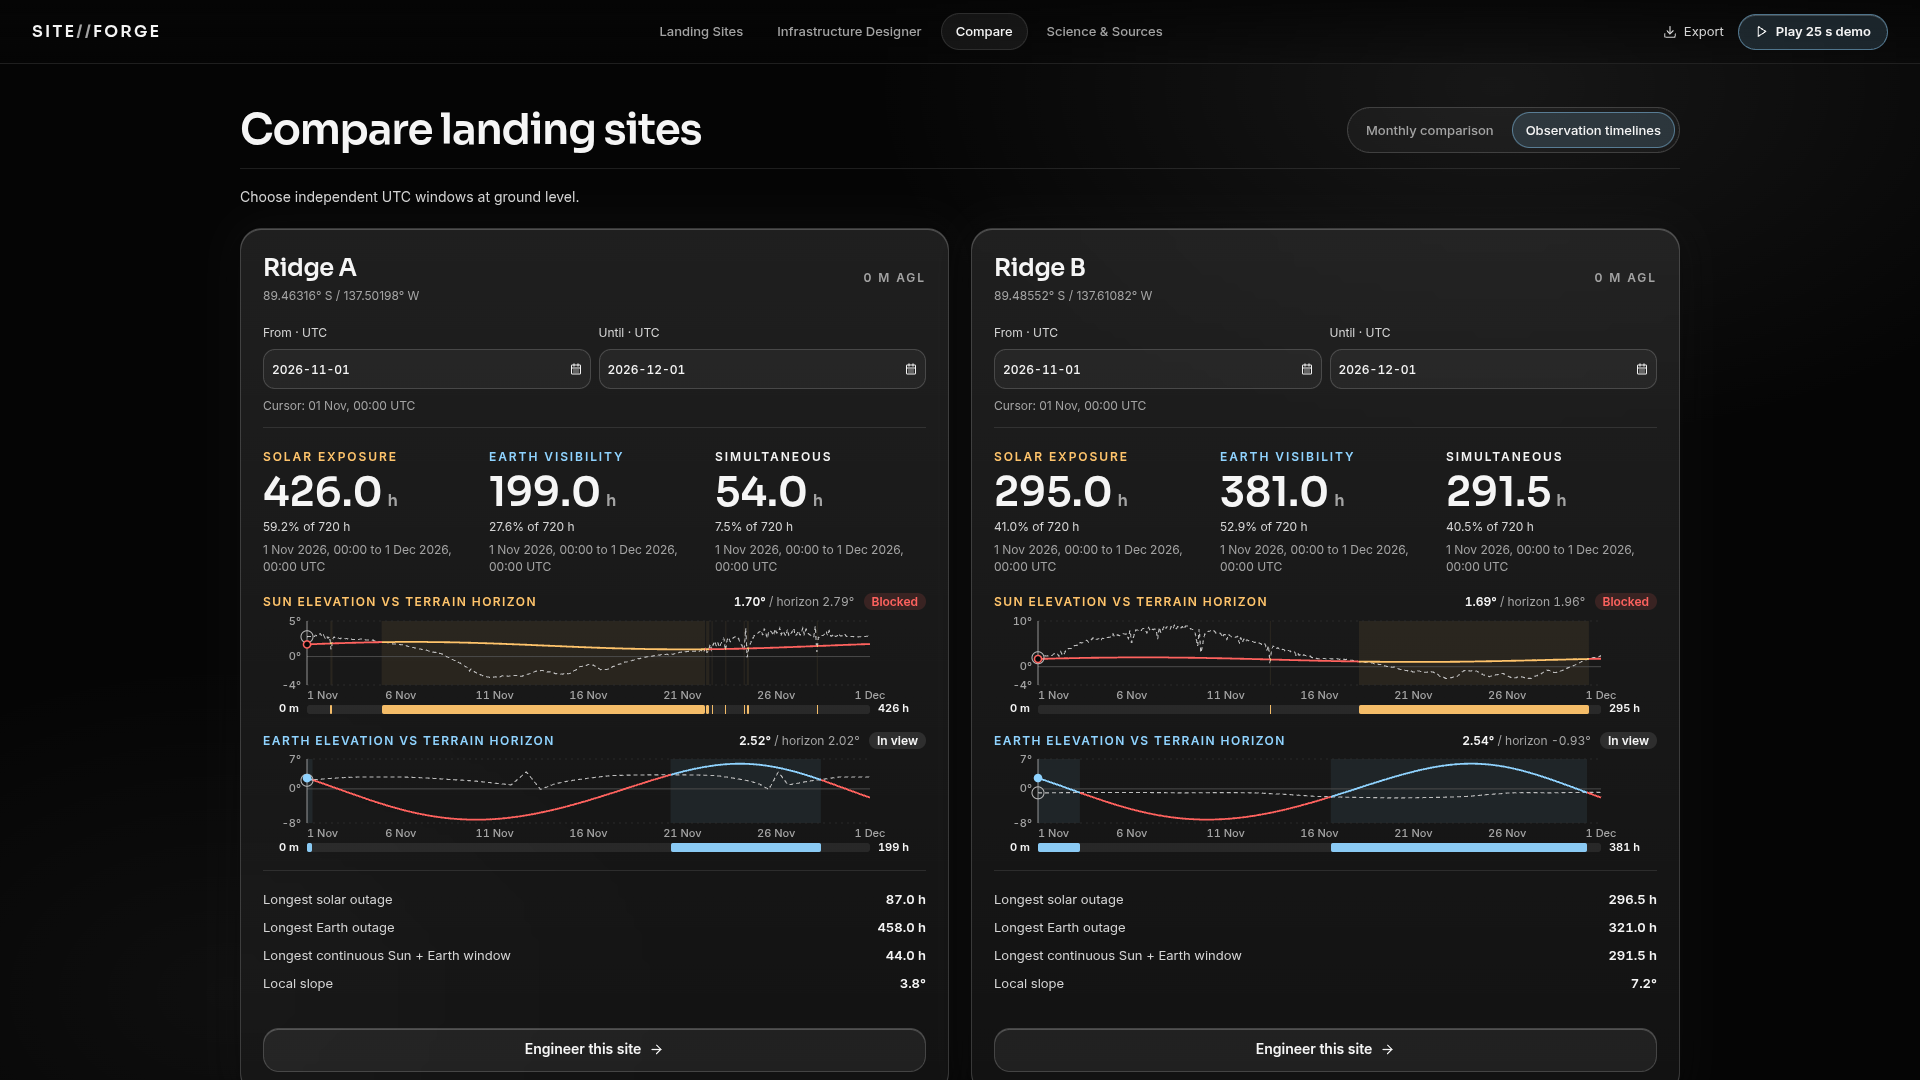 SITE//FORGE
Landing Sites
Infrastructure Designer
Compare
Science & Sources
Export
Play 25 s demo
Compare landing sites
Monthly comparison
Observation timelines
Choose independent UTC windows at ground level.
Ridge A
0 M AGL
89.46316° S / 137.50198° W
From · UTC
Until · UTC
2026-11-01
2026-12-01
Cursor: 01 Nov, 00:00 UTC
SOLAR EXPOSURE
426.0 h
59.2% of 720 h
1 Nov 2026, 00:00 to 1 Dec 2026,
00:00 UTC
EARTH VISIBILITY
199.0 h
27.6% of 720 h
1 Nov 2026, 00:00 to 1 Dec 2026,
00:00 UTC
SIMULTANEOUS
54.0 h
7.5% of 720 h
1 Nov 2026, 00:00 to 1 Dec 2026,
00:00 UTC
SUN ELEVATION VS TERRAIN HORIZON
1.70° / horizon 2.79° Blocked
5°
0°
-4°
1 Nov 6 Nov 11 Nov 16 Nov 21 Nov 26 Nov 1 Dec
0 m 426 h
EARTH ELEVATION VS TERRAIN HORIZON
2.52° / horizon 2.02° In view
7°
0°
-8°
1 Nov 6 Nov 11 Nov 16 Nov 21 Nov 26 Nov 1 Dec
0 m 199 h
Longest solar outage 87.0 h
Longest Earth outage 458.0 h
Longest continuous Sun + Earth window 44.0 h
Local slope 3.8°
Engineer this site →
Ridge B
0 M AGL
89.48552° S / 137.61082° W
From · UTC
Until · UTC
2026-11-01
2026-12-01
Cursor: 01 Nov, 00:00 UTC
SOLAR EXPOSURE
295.0 h
41.0% of 720 h
1 Nov 2026, 00:00 to 1 Dec 2026,
00:00 UTC
EARTH VISIBILITY
381.0 h
52.9% of 720 h
1 Nov 2026, 00:00 to 1 Dec 2026,
00:00 UTC
SIMULTANEOUS
291.5 h
40.5% of 720 h
1 Nov 2026, 00:00 to 1 Dec 2026,
00:00 UTC
SUN ELEVATION VS TERRAIN HORIZON
1.69° / horizon 1.96° Blocked
10°
0°
-4°
1 Nov 6 Nov 11 Nov 16 Nov 21 Nov 26 Nov 1 Dec
0 m 295 h
EARTH ELEVATION VS TERRAIN HORIZON
2.54° / horizon -0.93° In view
7°
0°
-8°
1 Nov 6 Nov 11 Nov 16 Nov 21 Nov 26 Nov 1 Dec
0 m 381 h
Longest solar outage 296.5 h
Longest Earth outage 321.0 h
Longest continuous Sun + Earth window 291.5 h
Local slope 7.2°
Engineer this site →